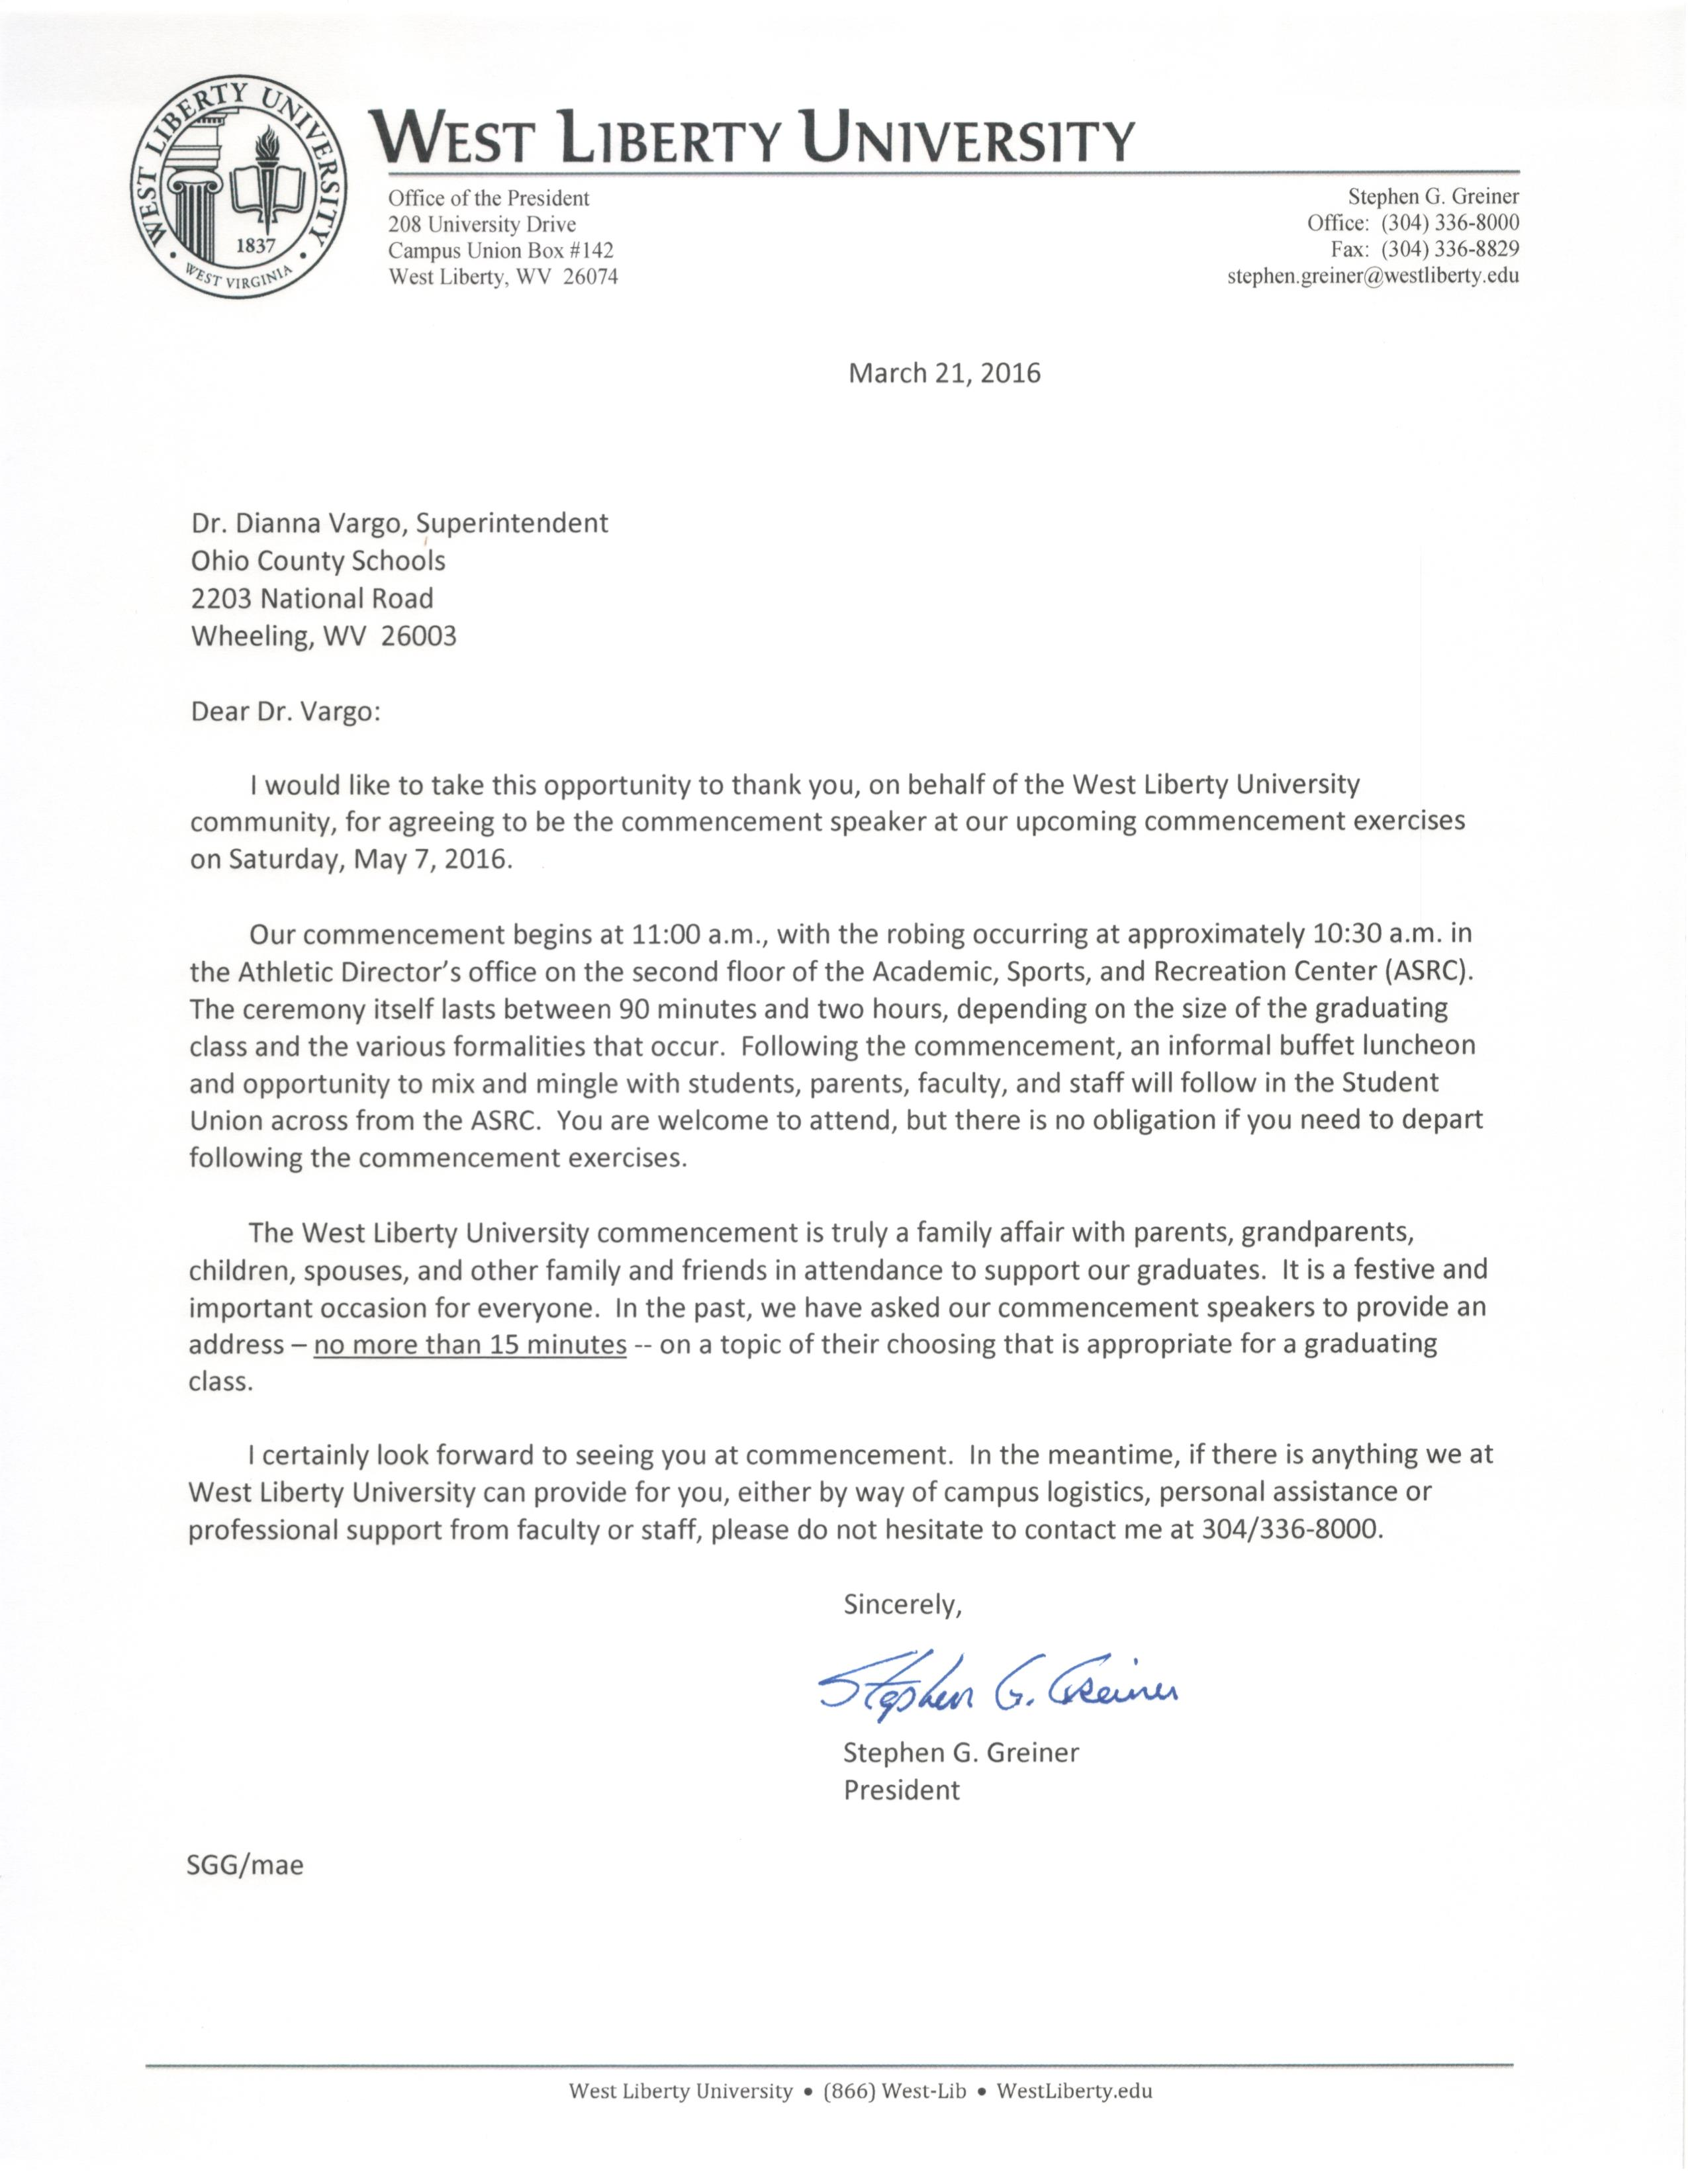 WEST LIBERTY UNIVERSITY
1837
WEST VIRGINIA
WEST LIBERTY UNIVERSITY
Office of the President
208 University Drive
Campus Union Box #142
West Liberty, WV  26074
Stephen G. Greiner
Office:  (304) 336-8000
Fax:  (304) 336-8829
stephen.greiner@westliberty.edu
March 21, 2016
Dr. Dianna Vargo, Superintendent
Ohio County Schools
2203 National Road
Wheeling, WV  26003
Dear Dr. Vargo:
I would like to take this opportunity to thank you, on behalf of the West Liberty University
community, for agreeing to be the commencement speaker at our upcoming commencement exercises
on Saturday, May 7, 2016.
Our commencement begins at 11:00 a.m., with the robing occurring at approximately 10:30 a.m. in
the Athletic Director's office on the second floor of the Academic, Sports, and Recreation Center (ASRC).
The ceremony itself lasts between 90 minutes and two hours, depending on the size of the graduating
class and the various formalities that occur.  Following the commencement, an informal buffet luncheon
and opportunity to mix and mingle with students, parents, faculty, and staff will follow in the Student
Union across from the ASRC.  You are welcome to attend, but there is no obligation if you need to depart
following the commencement exercises.
The West Liberty University commencement is truly a family affair with parents, grandparents,
children, spouses, and other family and friends in attendance to support our graduates.  It is a festive and
important occasion for everyone.  In the past, we have asked our commencement speakers to provide an
address – no more than 15 minutes -- on a topic of their choosing that is appropriate for a graduating
class.
I certainly look forward to seeing you at commencement.  In the meantime, if there is anything we at
West Liberty University can provide for you, either by way of campus logistics, personal assistance or
professional support from faculty or staff, please do not hesitate to contact me at 304/336-8000.
Sincerely,
Stephen G. Greiner
Stephen G. Greiner
President
SGG/mae
West Liberty University • (866) West-Lib • WestLiberty.edu